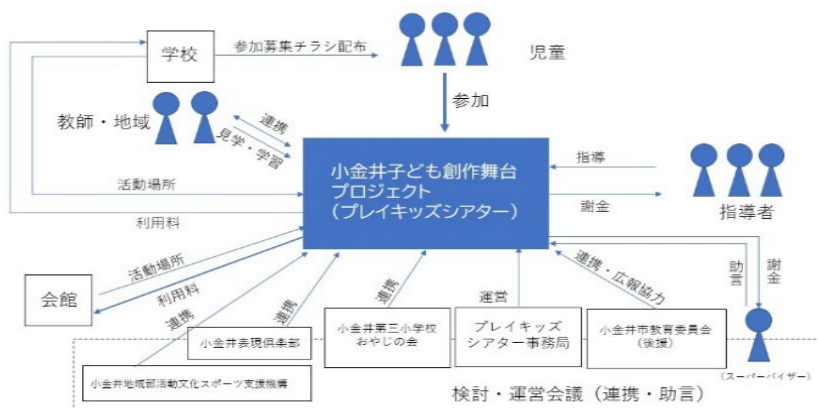 学校
参加募集チラシ配布
児童
参加
教師・地域
連携
見学・学習
小金井子ども創作舞台
プロジェクト
（プレイキッズシアター）
指導
謝金
指導者
活動場所
利用料
会館
活動場所
利用料
連携
連携
連携
運営
連携・広報協力
助言
謝金
小金井表現倶楽部
小金井第三小学校
おやじの会
プレイキッズ
シアター事務局
小金井市教育委員会
（後援）
（スーパーバイザー）
小金井地域部活動文化スポーツ支援機構
検討・運営会議（連携・助言）